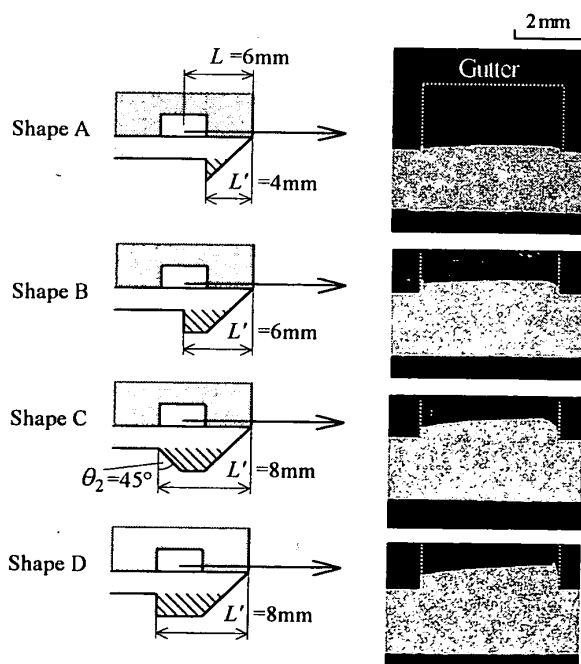 2 mm
L =6mm
Gutter
Shape A
L' =4mm
Shape B
L' =6mm
Shape C
L' =8mm
θ₂=45°
Shape D
L' =8mm